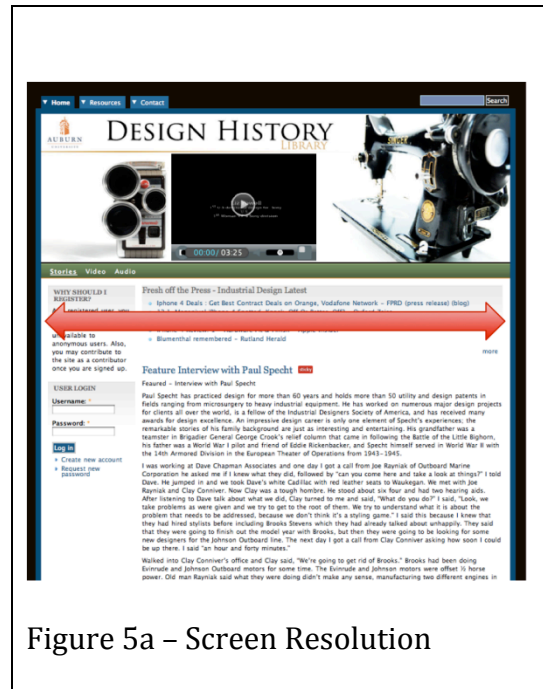 Home Resources Contact Search
AUBURN
UNIVERSITY
DESIGN HISTORY
LIBRARY
SINGER
00:00 / 03:25
Stories Video Audio
WHY SHOULD I
REGISTER?
unavailable to
anonymous users. Also,
you may contribute to
the site as a contributor
once you are signed up.
USER LOGIN
Username: *
Password: *
Log in
Create new account
Request new
password
Fresh off the Press - Industrial Design Latest
Iphone 4 Deals : Get Best Contract Deals on Orange, Vodafone Network - FPRD (press release) (blog)
Blumenthal remembered - Rutland Herald
more
Feature Interview with Paul Specht
Feaured - Interview with Paul Specht
Paul Specht has practiced design for more than 60 years and holds more than 50 utility and design patents in
fields ranging from microsurgery to heavy industrial equipment. He has worked on numerous major design projects
for clients all over the world, is a fellow of the Industrial Designers Society of America, and has received many
awards for design excellence. An impressive design career is only one element of Specht's experiences; the
remarkable stories of his family background are just as interesting and entertaining. His grandfather was a
teamster in Brigadier General George Crook's relief column that came in following the Battle of the Little Bighorn,
his father was a World War I pilot and friend of Eddie Rickenbacker, and Specht himself served in World War II with
the 14th Armored Division in the European Theater of Operations from 1943-1945.
I was working at Dave Chapman Associates and one day I got a call from Joe Rayniak of Outboard Marine
Corporation he asked me if I knew what they did, followed by "can you come here and take a look at things?" I told
Dave. He jumped in and we took Dave's white Cadillac with red leather seats to Waukegan. We met with Joe
Rayniak and Clay Conniver. Now Clay was a tough hombre. He stood about six four and had two hearing aids.
After listening to Dave talk about what we did, Clay turned to me and said, "What do you do?" I said, "Look, we
take problems as were given and we try to get to the root of them. We try to understand what it is about the
problem that needs to be addressed, because we don't think it's a styling game." I said this because I knew that
they had hired stylists before including Brooks Stevens which they had already talked about unhappily. They said
that they were going to finish out the model year with Brooks, but then they were going to be looking for some
new designers for the Johnson Outboard line. The next day I got a call from Clay Conniver asking how soon I could
be up there. I said "an hour and forty minutes."
Walked into Clay Conniver's office and Clay said, "We're going to get rid of Brooks." Brooks had been doing
Evinrude and Johnson Outboard motors for some time. The Evinrude and Johnson motors were offset ½ horse
power. Old man Rayniak said what they were doing didn't make any sense, manufacturing two different engines in
Figure 5a – Screen Resolution